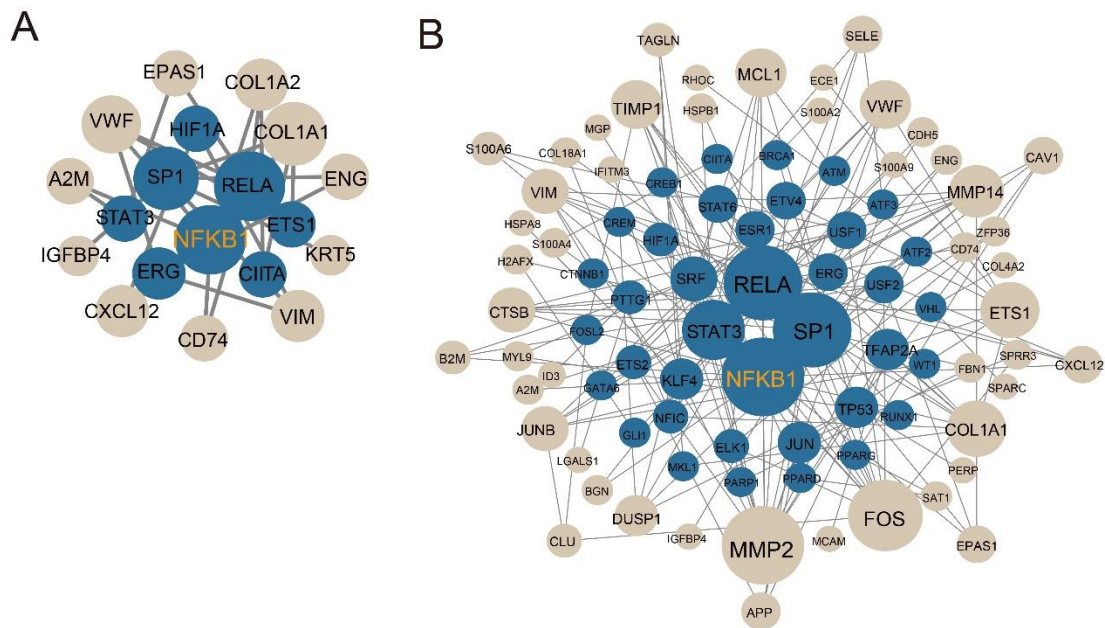 A
EPAS1
COL1A2
VWF
HIF1A
COL1A1
SP1
RELA
A2M
ENG
STAT3
ETS1
NFKB1
IGFBP4
KRT5
ERG
CIITA
CXCL12
VIM
CD74
B
SELE
TAGLN
RHOC
MCL1
ECE1
TIMP1
HSPB1
S100A2
VWF
MGP
CDH5
S100A6
COL18A1
CIITA
BRCA1
IFITM3
ATM
S100A9
ENG
CAV1
VIM
CREB1
STAT6
ETV4
ATF3
MMP14
HSPA8
CREM
S100A4
HIF1A
ESR1
USF1
ZFP36
H2AFX
CTNNB1
SRF
ERG
ATF2
CD74
COL4A2
PTTG1
RELA
USF2
CTSB
VHL
ETS1
FOSL2
STAT3
SP1
TFAP2A
B2M
MYL9
ETS2
WT1
FBN1
SPRR3
CXCL12
A2M
ID3
GATA6
KLF4
NFKB1
SPARC
JUNB
NFIC
TP53
RUNX1
COL1A1
GLI1
ELK1
JUN
PPARG
LGALS1
MKL1
PERP
BGN
PARP1
PPARD
SAT1
DUSP1
FOS
CLU
IGFBP4
MMP2
MCAM
EPAS1
APP